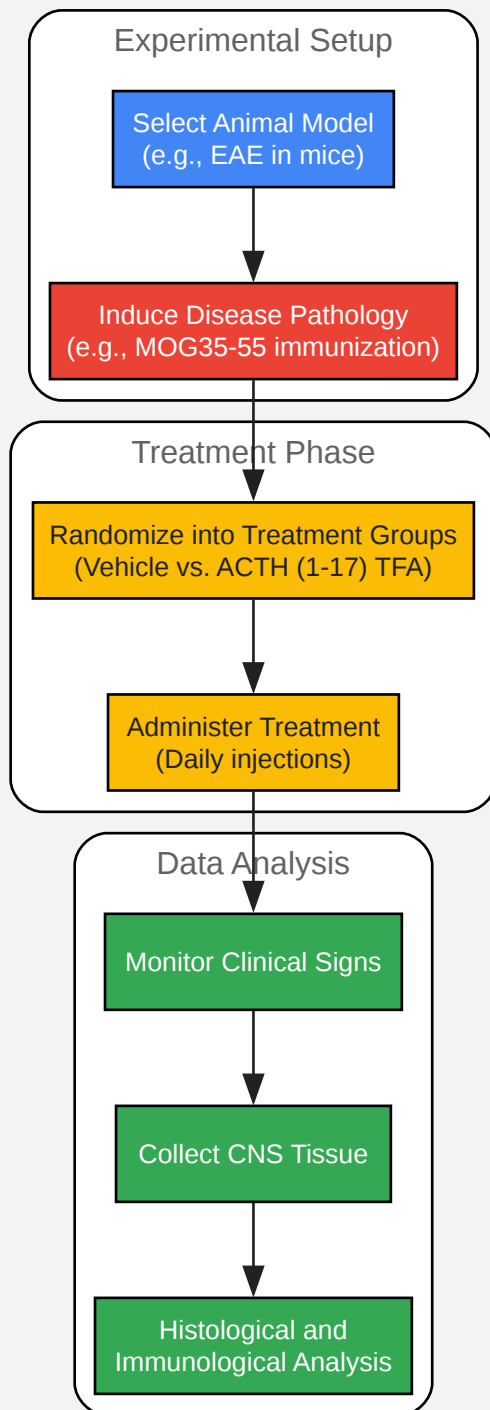 Experimental Setup
Select Animal Model
(e.g., EAE in mice)
Induce Disease Pathology
(e.g., MOG35-55 immunization)
Treatment Phase
Randomize into Treatment Groups
(Vehicle vs. ACTH (1-17) TFA)
Administer Treatment
(Daily injections)
Data Analysis
Monitor Clinical Signs
Collect CNS Tissue
Histological and
Immunological Analysis